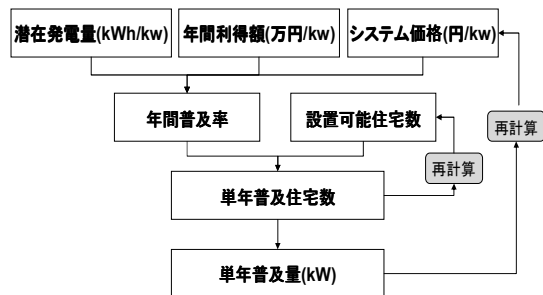 潜在発電量(kWh/kw)
年間利得額(万円/kw)
システム価格(円/kw)
年間普及率
設置可能住宅数
再計算
再計算
単年普及住宅数
単年普及量(kW)